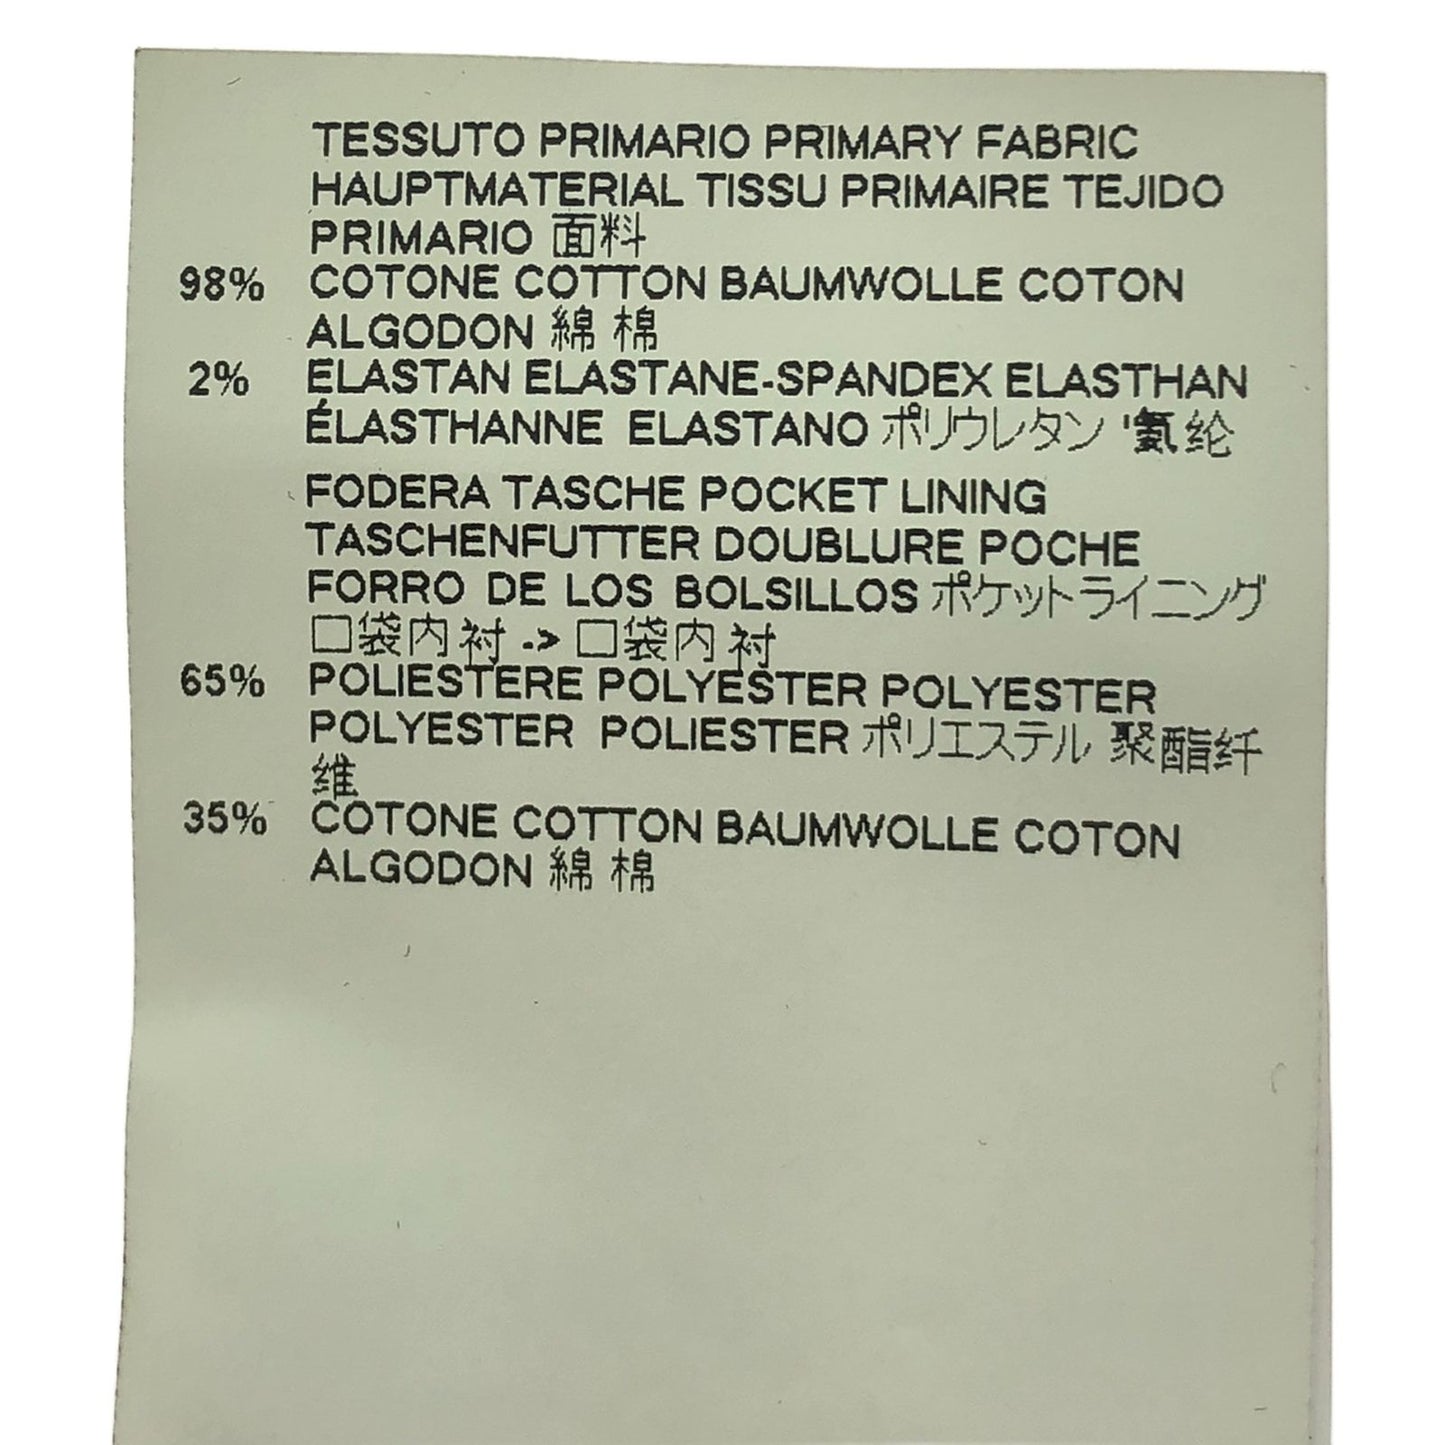 TESSUTO PRIMARIO PRIMARY FABRIC
HAUPTMATERIAL TISSU PRIMAIRE TEJIDO
PRIMARIO 面料
98% COTONE COTTON BAUMWOLLE COTON
ALGODON 綿 棉
2% ELASTAN ELASTANE-SPANDEX ELASTHAN
ÉLASTHANNE ELASTANO ポリウレタン '氨纶
FODERA TASCHE POCKET LINING
TASCHENFUTTER DOUBLURE POCHE
FORRO DE LOS BOLSILLOS ポケットライニング
口袋内衬 -> 口袋内衬
65% POLIESTERE POLYESTER POLYESTER
POLYESTER POLIESTER ポリエステル 聚酯纤
维
35% COTONE COTTON BAUMWOLLE COTON
ALGODON 綿 棉